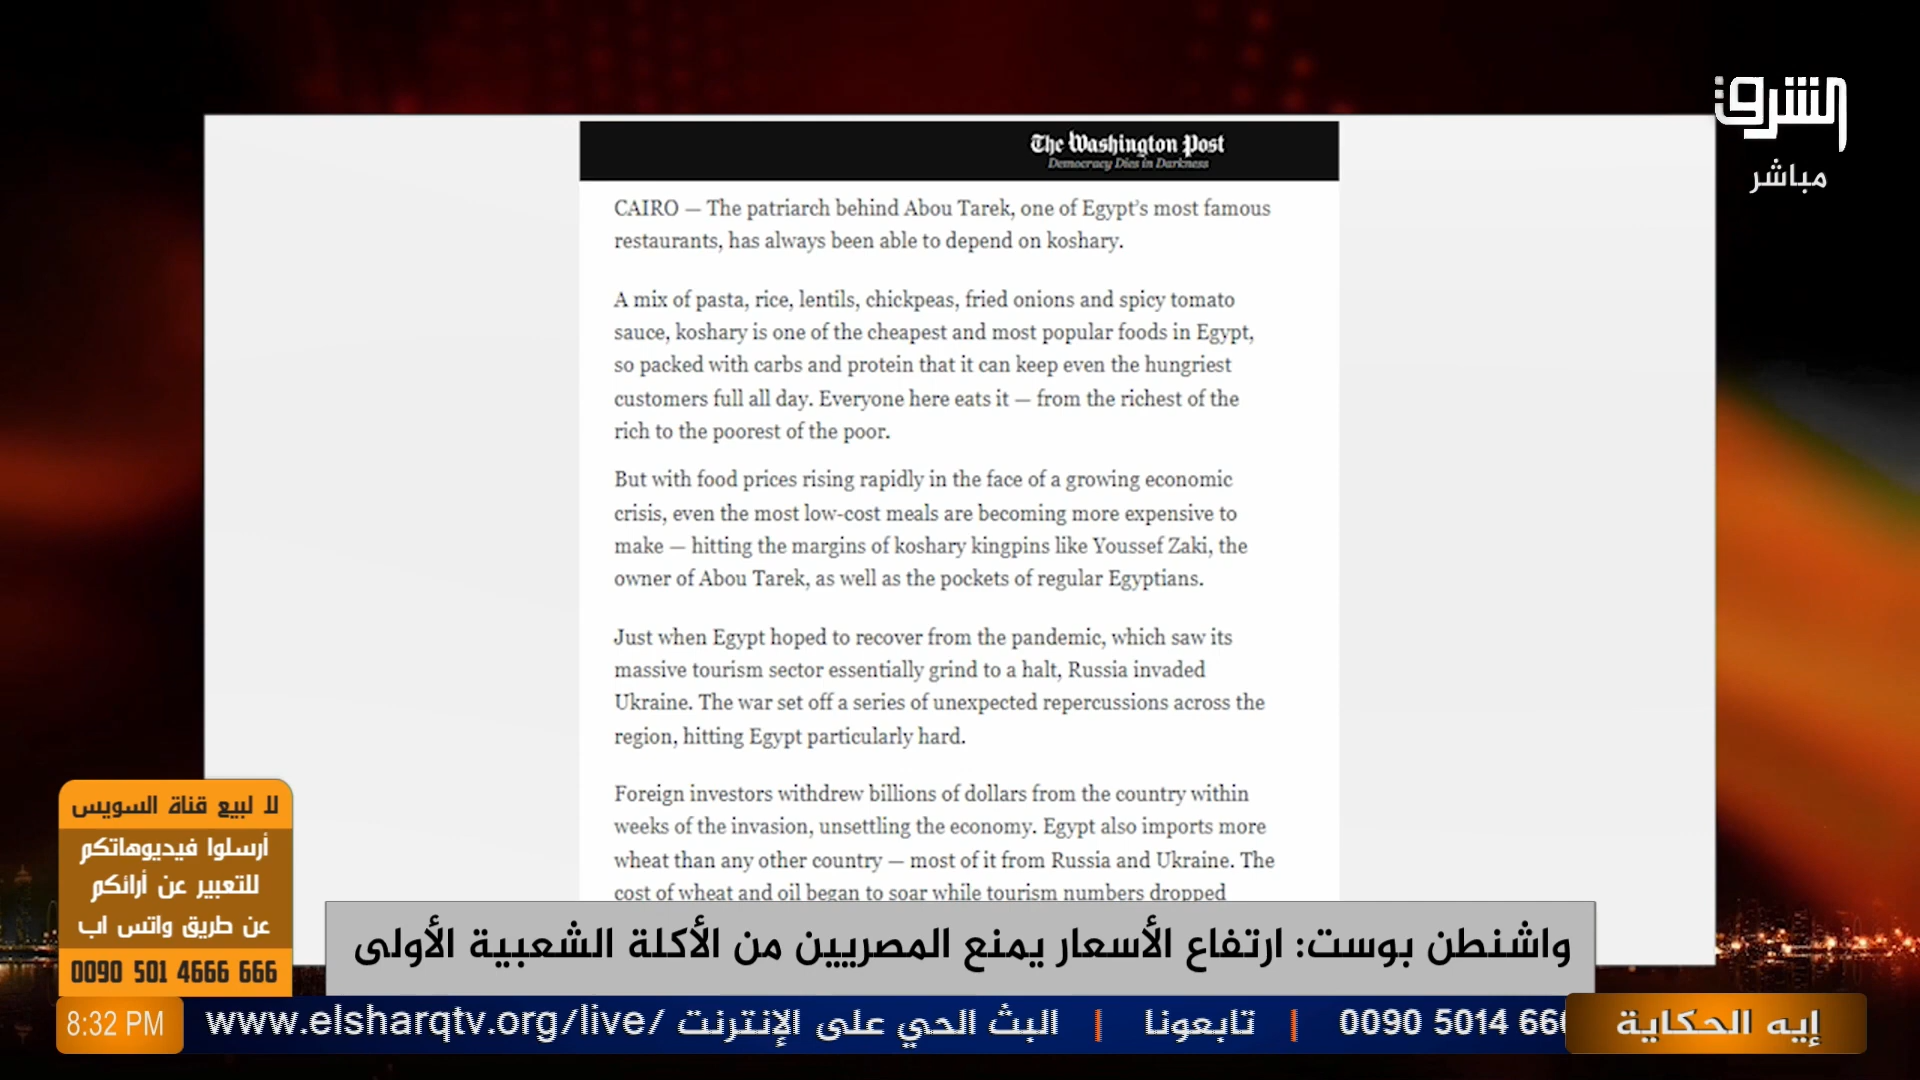 الشرق
مباشر
The Washington Post
Democracy Dies in Darkness
CAIRO — The patriarch behind Abou Tarek, one of Egypt's most famous
restaurants, has always been able to depend on koshary.
A mix of pasta, rice, lentils, chickpeas, fried onions and spicy tomato
sauce, koshary is one of the cheapest and most popular foods in Egypt,
so packed with carbs and protein that it can keep even the hungriest
customers full all day. Everyone here eats it — from the richest of the
rich to the poorest of the poor.
But with food prices rising rapidly in the face of a growing economic
crisis, even the most low-cost meals are becoming more expensive to
make — hitting the margins of koshary kingpins like Youssef Zaki, the
owner of Abou Tarek, as well as the pockets of regular Egyptians.
Just when Egypt hoped to recover from the pandemic, which saw its
massive tourism sector essentially grind to a halt, Russia invaded
Ukraine. The war set off a series of unexpected repercussions across the
region, hitting Egypt particularly hard.
Foreign investors withdrew billions of dollars from the country within
weeks of the invasion, unsettling the economy. Egypt also imports more
wheat than any other country — most of it from Russia and Ukraine. The
cost of wheat and oil began to soar while tourism numbers dropped
لا لبيع قناة السويس
أرسلوا فيديوهاتكم
للتعبير عن أرائكم
عن طريق واتس اب
0090 501 4666 666
واشنطن بوست: ارتفاع الأسعار يمنع المصريين من الأكلة الشعبية الأولى
إيه الحكاية
0090 5014 66 | تابعونا | البث الحي على الإنترنت www.elsharqtv.org/live/
8:32 PM